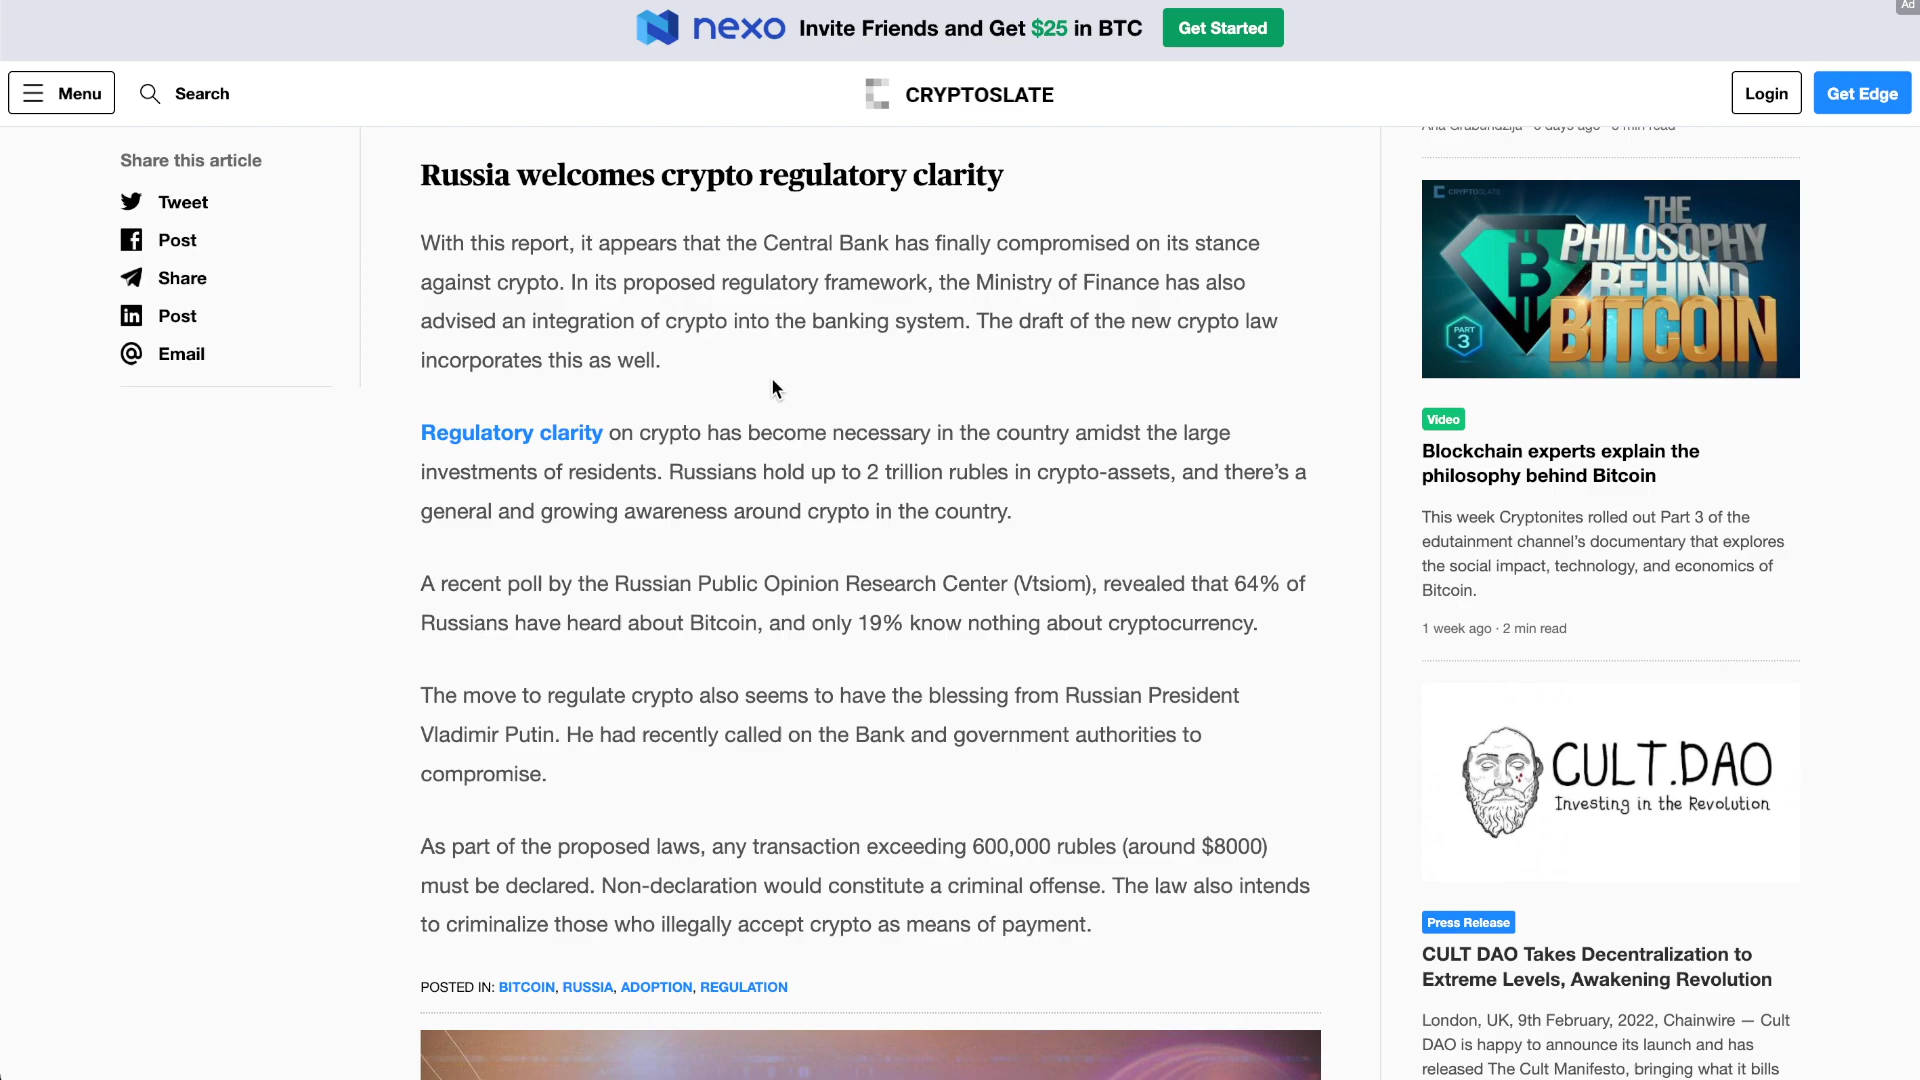 Ad
nexo Invite Friends and Get $25 in BTC Get Started
Menu Search CRYPTOSLATE Login Get Edge
Share this article
Tweet
Post
Share
Post
Email
Russia welcomes crypto regulatory clarity
With this report, it appears that the Central Bank has finally compromised on its stance
against crypto. In its proposed regulatory framework, the Ministry of Finance has also
advised an integration of crypto into the banking system. The draft of the new crypto law
incorporates this as well.
Regulatory clarity on crypto has become necessary in the country amidst the large
investments of residents. Russians hold up to 2 trillion rubles in crypto-assets, and there’s a
general and growing awareness around crypto in the country.
A recent poll by the Russian Public Opinion Research Center (Vtsiom), revealed that 64% of
Russians have heard about Bitcoin, and only 19% know nothing about cryptocurrency.
The move to regulate crypto also seems to have the blessing from Russian President
Vladimir Putin. He had recently called on the Bank and government authorities to
compromise.
As part of the proposed laws, any transaction exceeding 600,000 rubles (around $8000)
must be declared. Non-declaration would constitute a criminal offense. The law also intends
to criminalize those who illegally accept crypto as means of payment.
POSTED IN: BITCOIN, RUSSIA, ADOPTION, REGULATION
CRYPTOSLATE
THE
PHILOSOPHY
BEHIND
BITCOIN
PART
3
Video
Blockchain experts explain the
philosophy behind Bitcoin
This week Cryptonites rolled out Part 3 of the
edutainment channel’s documentary that explores
the social impact, technology, and economics of
Bitcoin.
1 week ago · 2 min read
CULT.DAO
Investing in the Revolution
Press Release
CULT DAO Takes Decentralization to
Extreme Levels, Awakening Revolution
London, UK, 9th February, 2022, Chainwire — Cult
DAO is happy to announce its launch and has
released The Cult Manifesto, bringing what it bills